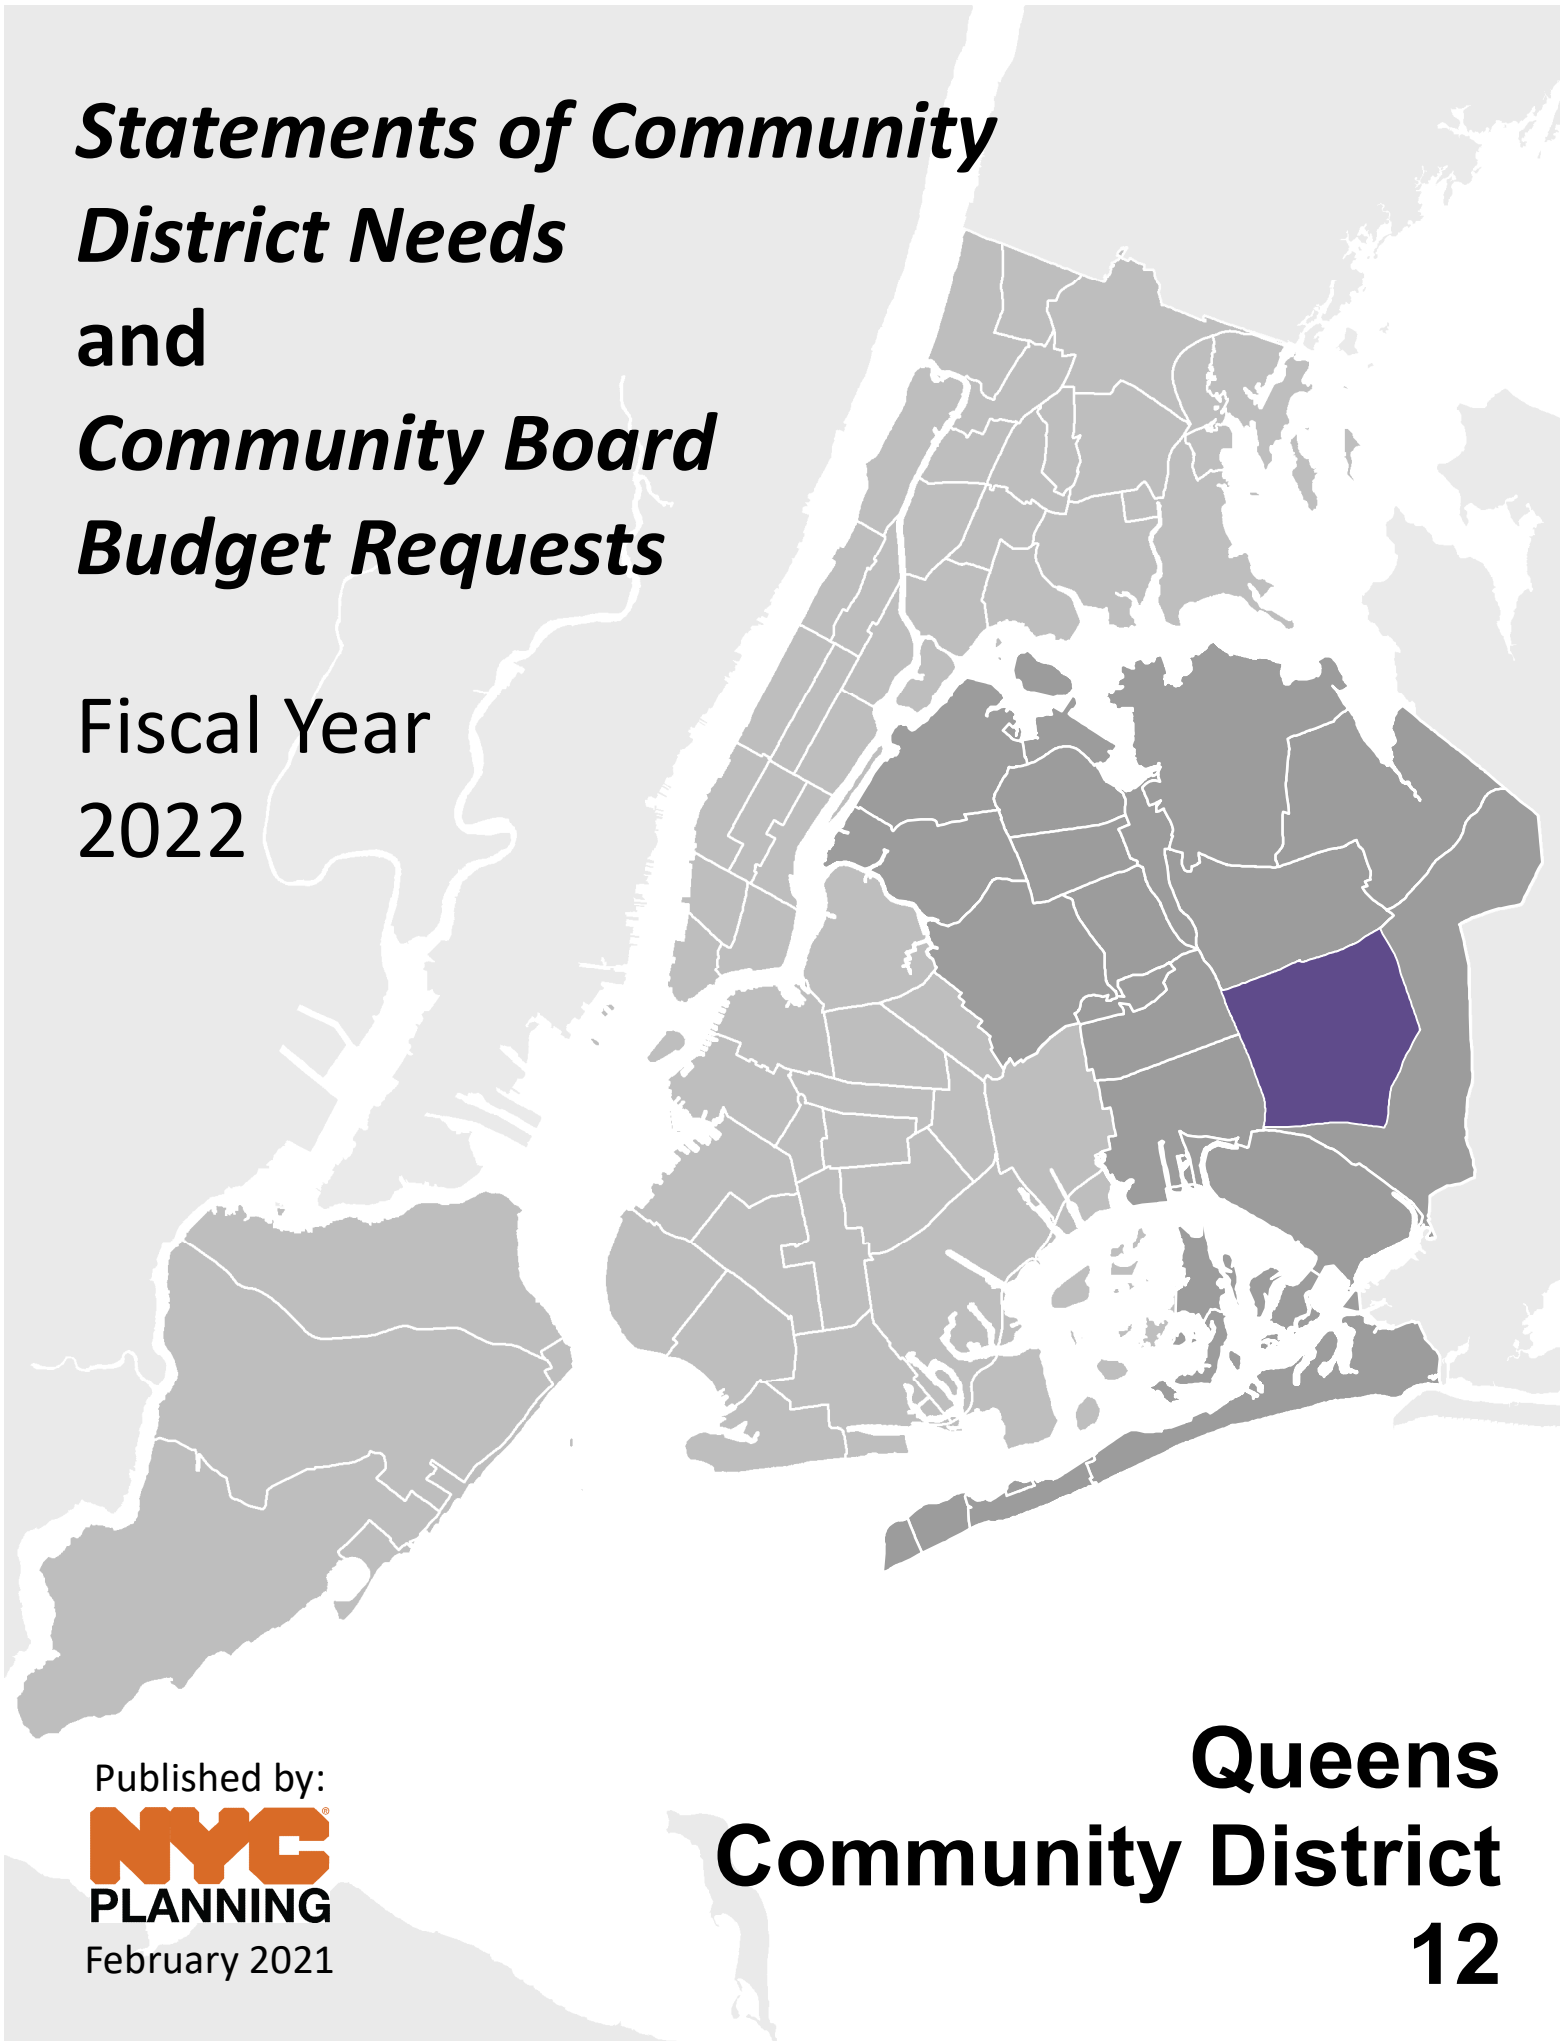 Statements of Community
District Needs
and
Community Board
Budget Requests
Fiscal Year
2022
Published by:
NYC®
PLANNING
February 2021
Queens
Community District
12